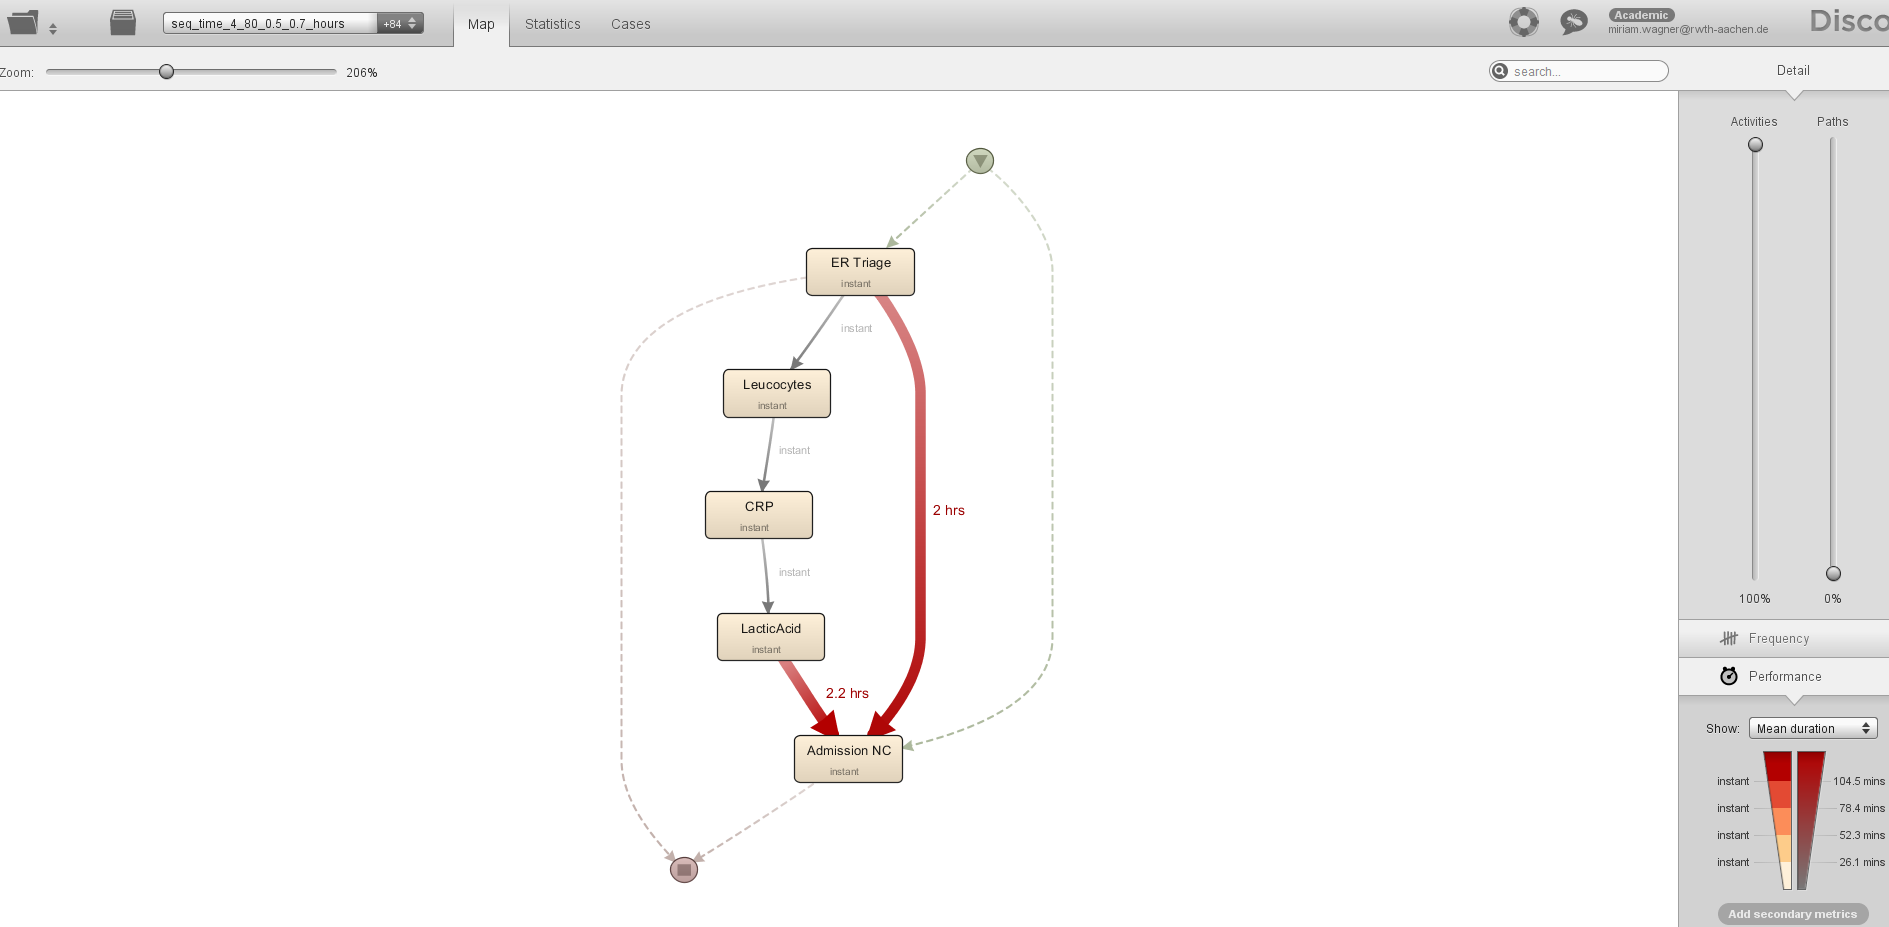 seq_time_4_80_0.5_0.7_hours
+84
Map
Statistics
Cases
Academic
miriam.wagner@rwth-aachen.de
Disco
Zoom:
206%
search...
Detail
Activities
Paths
ER Triage
instant
instant
Leucocytes
instant
instant
CRP
instant
2 hrs
instant
100%
0%
LacticAcid
instant
Frequency
Performance
2.2 hrs
Admission NC
instant
Show:
Mean duration
instant
104.5 mins
instant
78.4 mins
instant
52.3 mins
instant
26.1 mins
Add secondary metrics